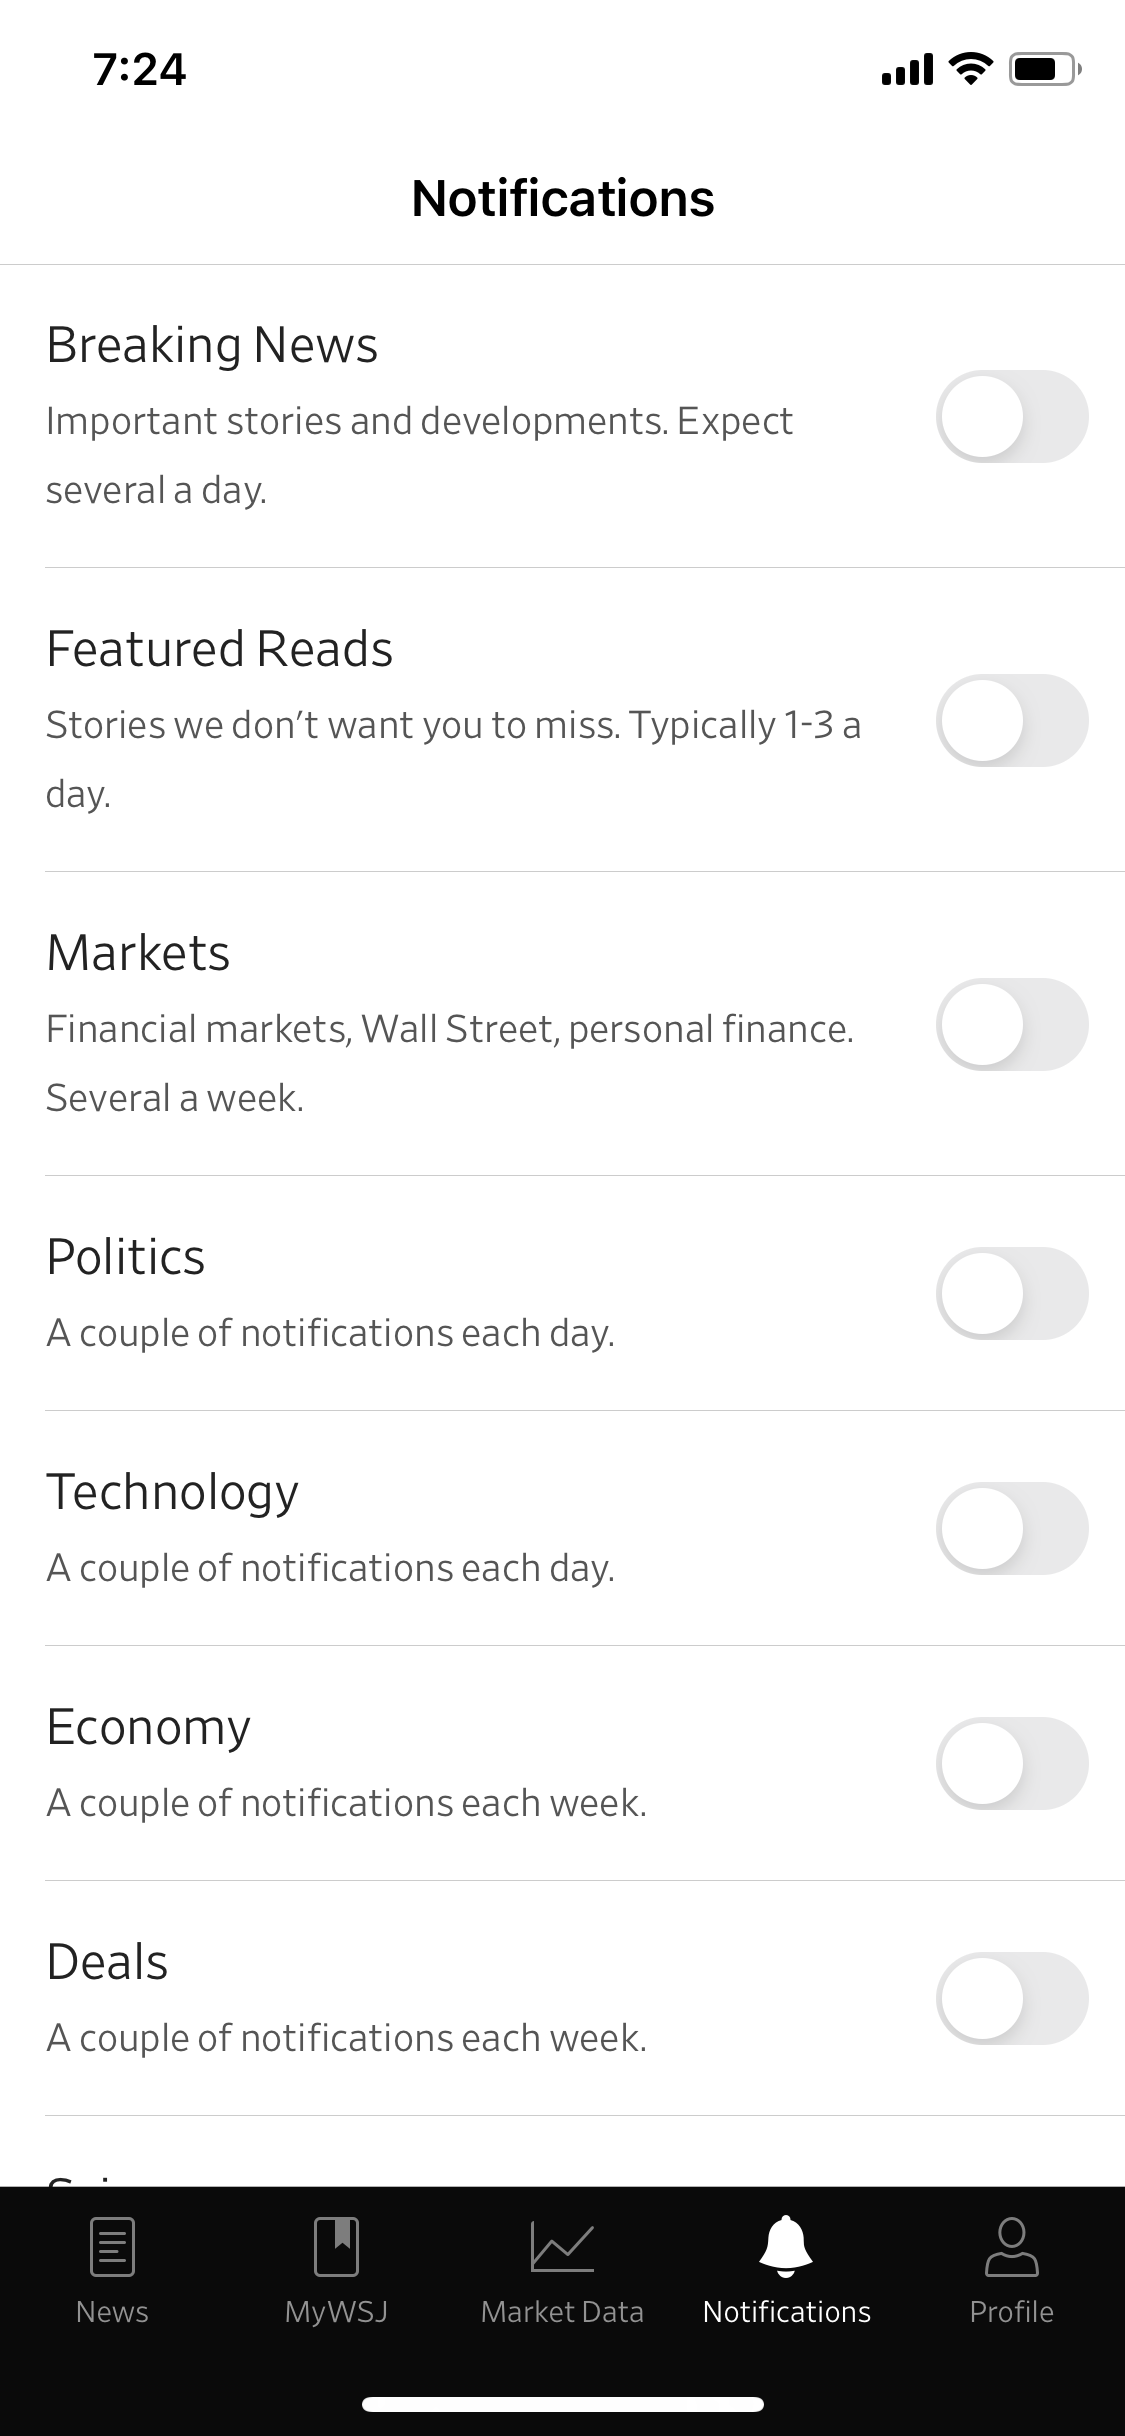 7:24
Notifications
Breaking News
Important stories and developments. Expect
several a day.
Featured Reads
Stories we don’t want you to miss. Typically 1-3 a
day.
Markets
Financial markets, Wall Street, personal finance.
Several a week.
Politics
A couple of notifications each day.
Technology
A couple of notifications each day.
Economy
A couple of notifications each week.
Deals
A couple of notifications each week.
News
MyWSJ
Market Data
Notifications
Profile